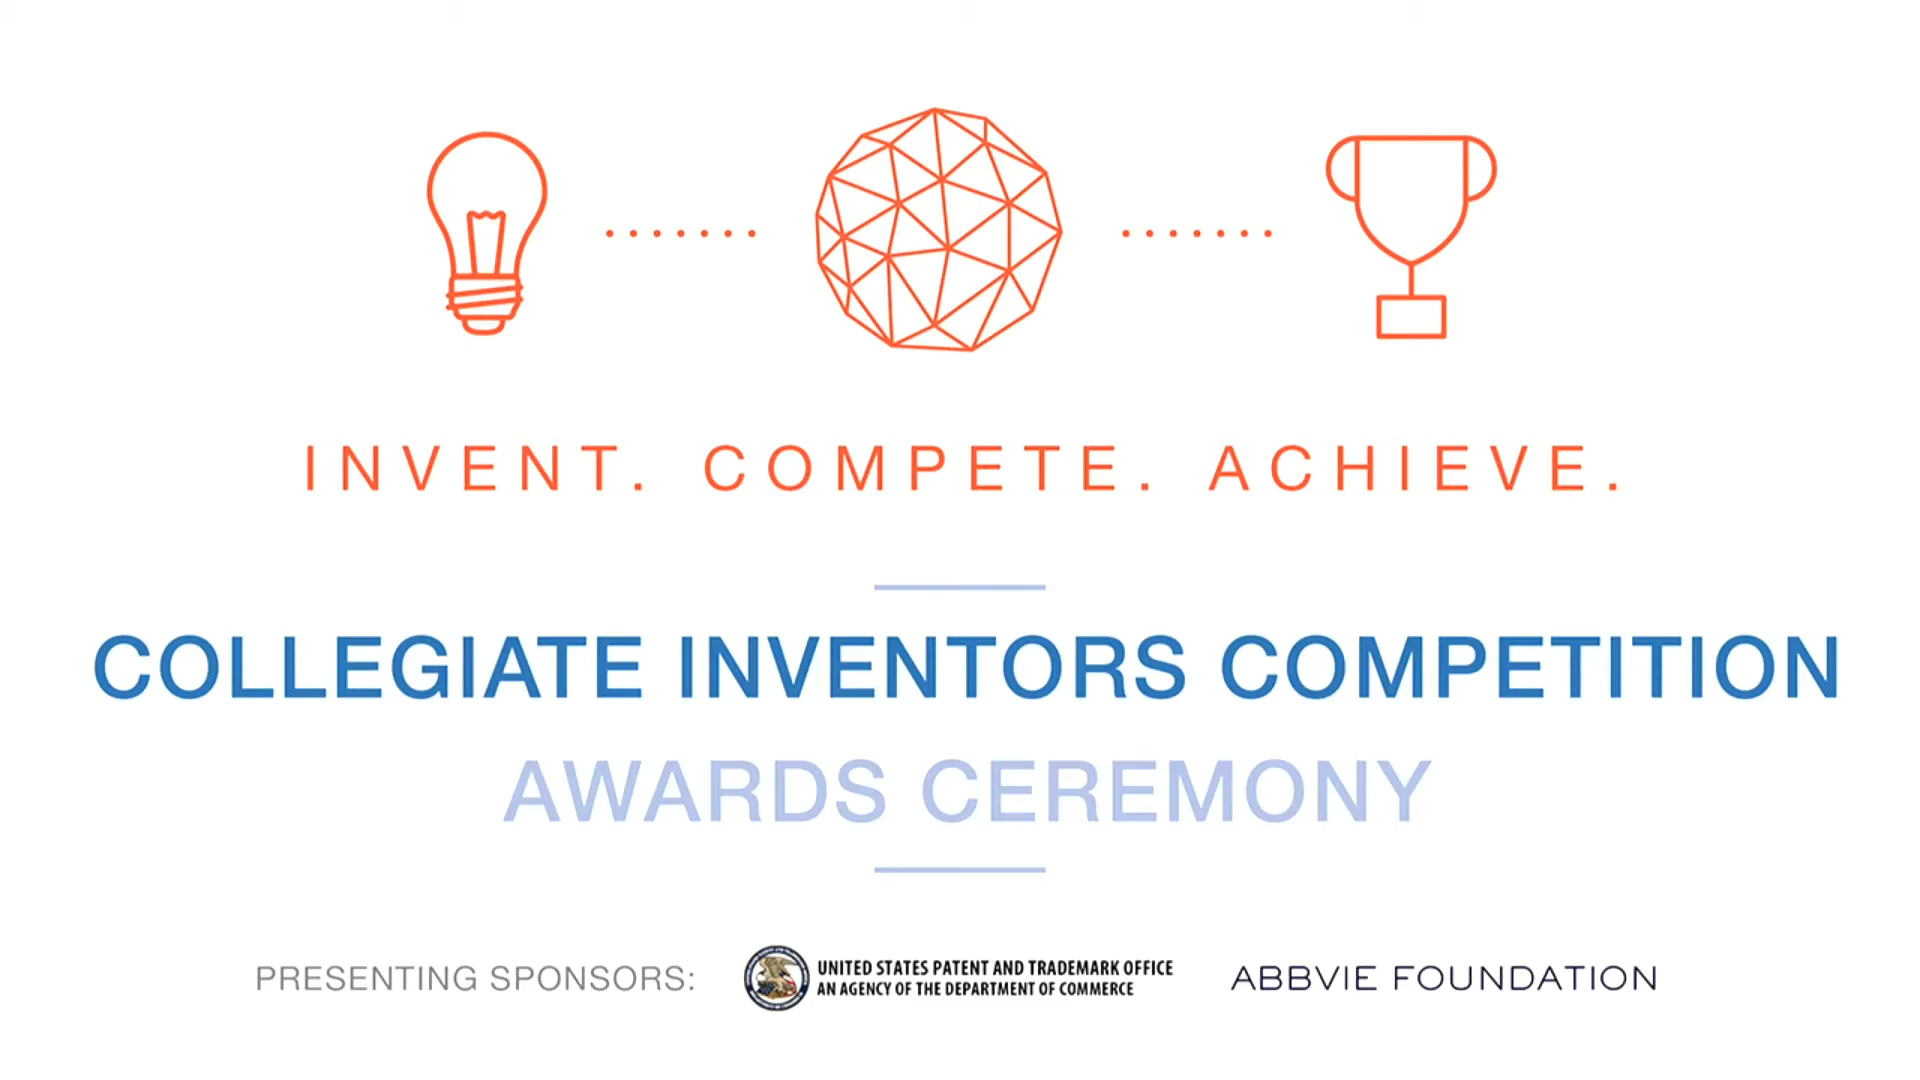 INVENT. COMPETE. ACHIEVE.
COLLEGIATE INVENTORS COMPETITION
AWARDS CEREMONY
PRESENTING SPONSORS:
UNITED STATES PATENT AND TRADEMARK OFFICE
AN AGENCY OF THE DEPARTMENT OF COMMERCE
ABBVIE FOUNDATION